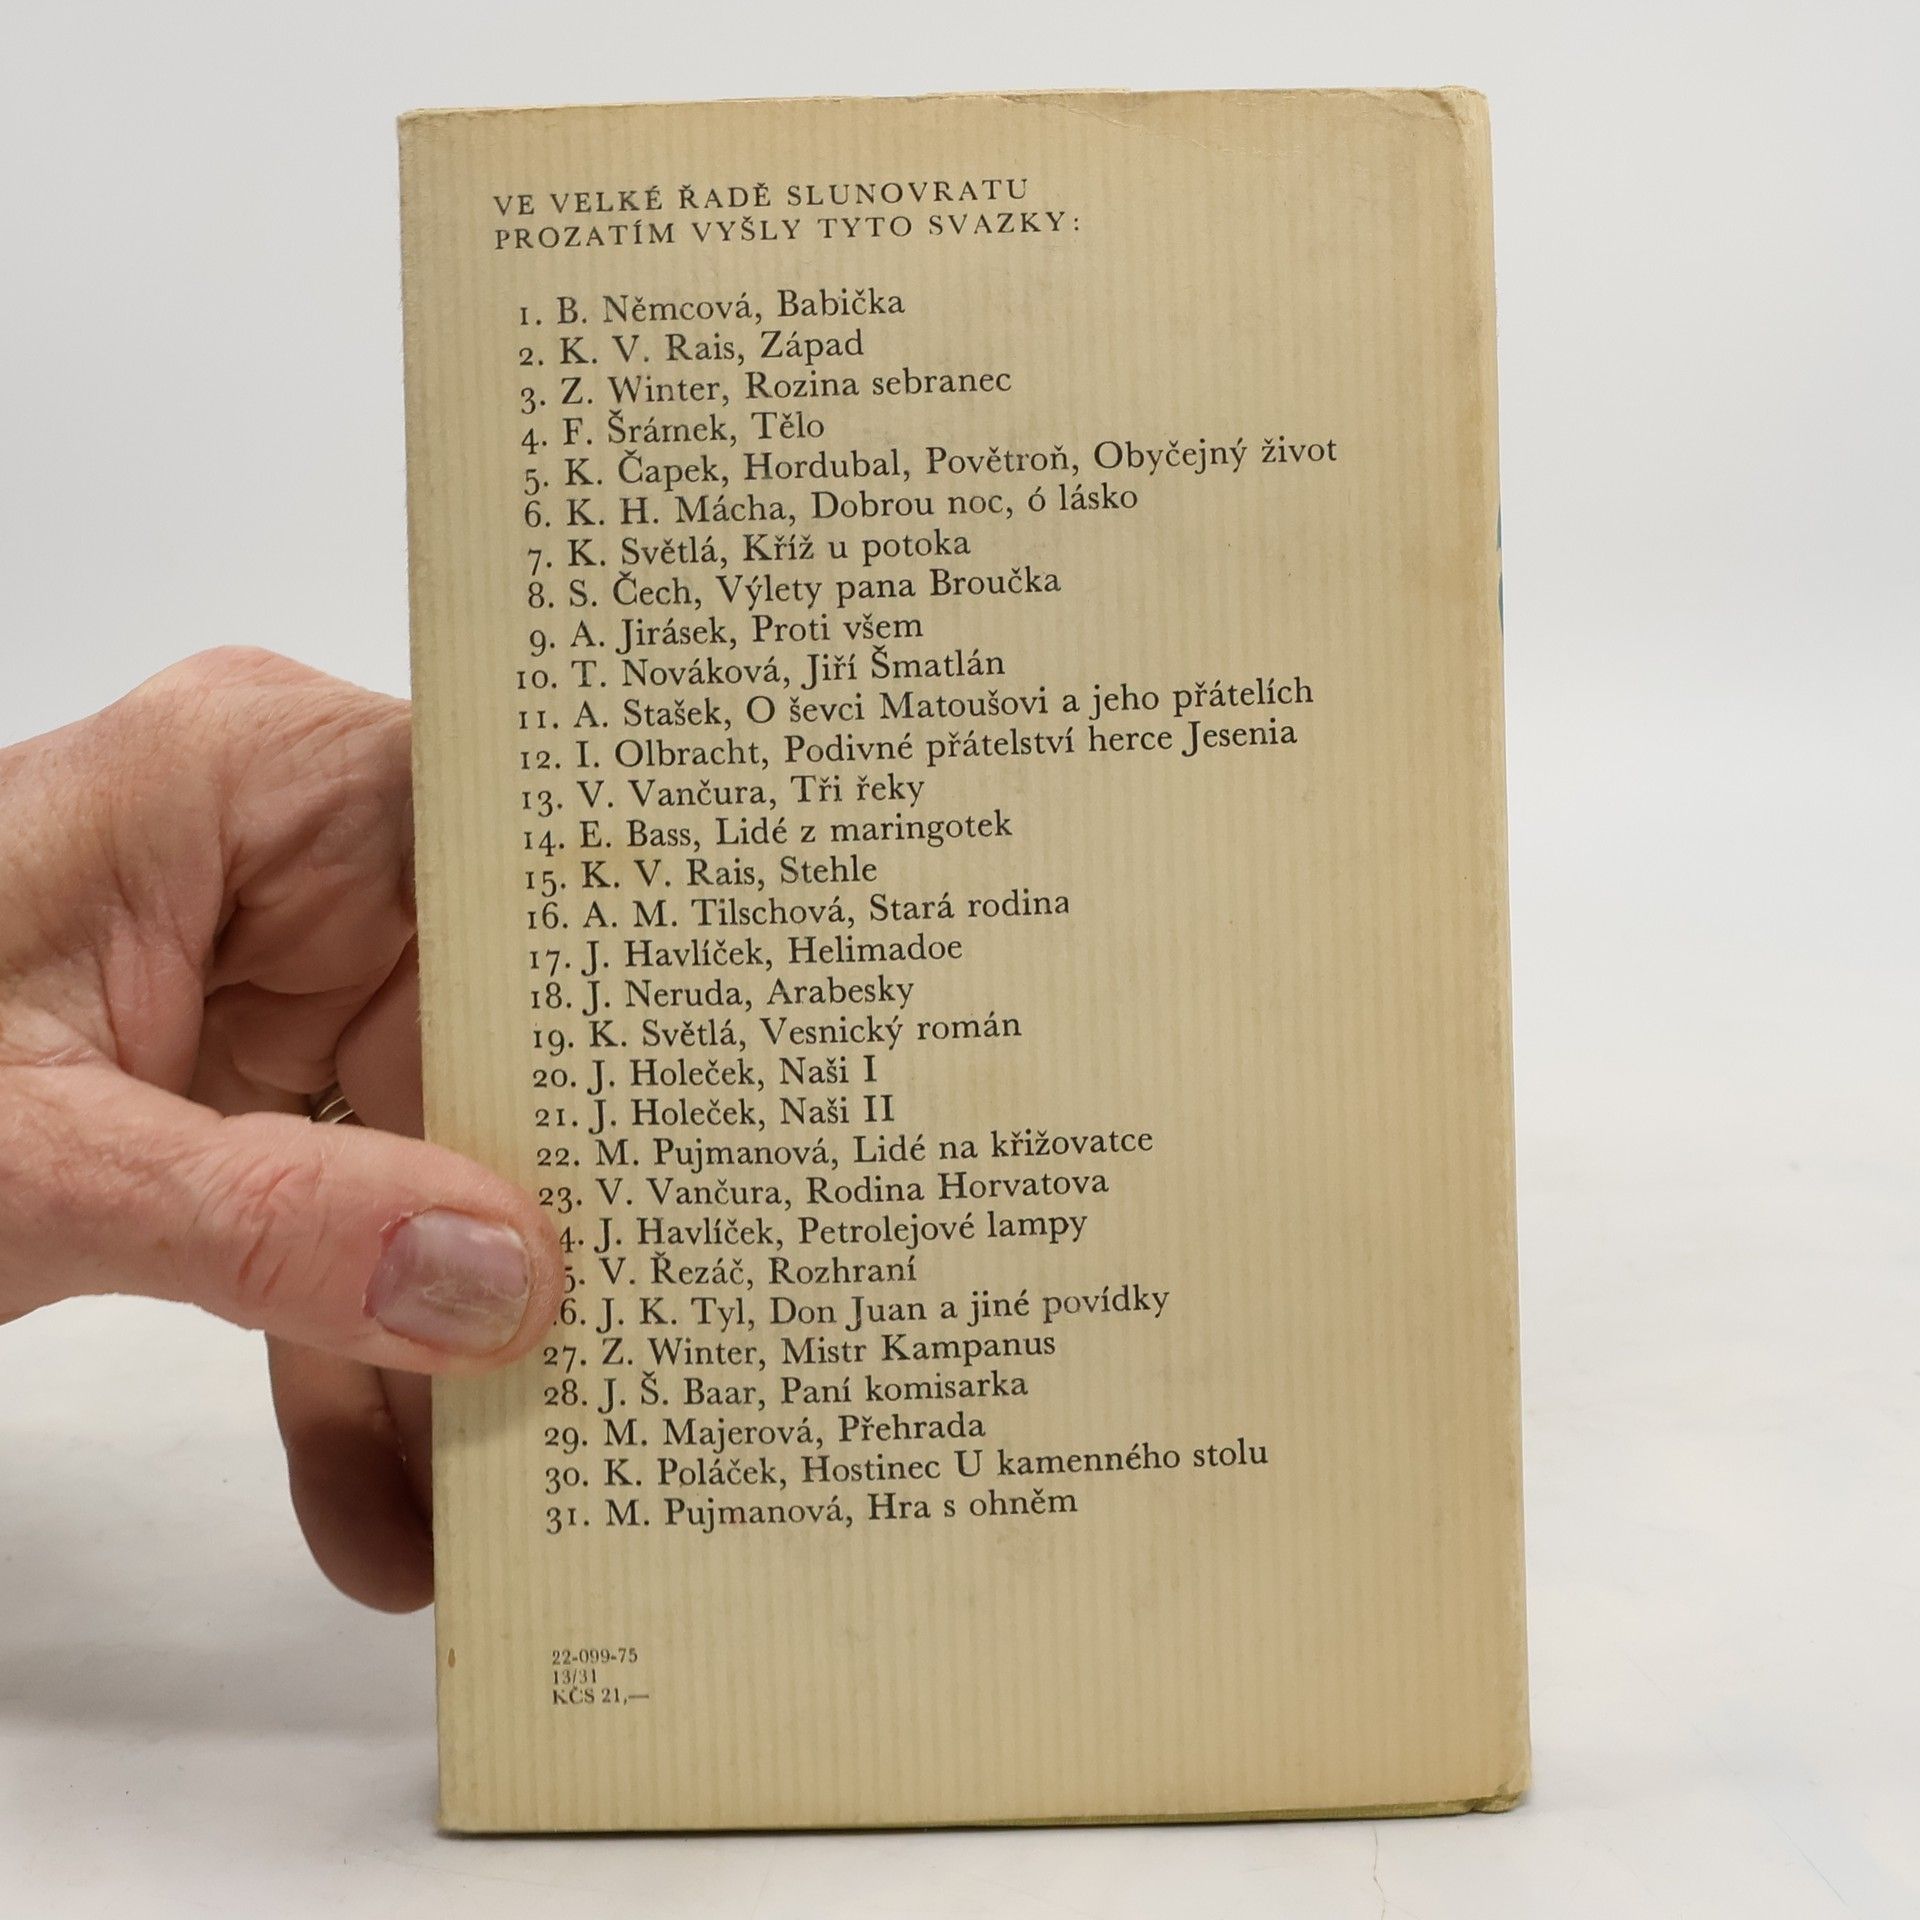 VE VELKÉ ŘADĚ SLUNOVRATU
PROZATÍM VYŠLY TYTO SVAZKY:
1. B. Němcová, Babička
2. K. V. Rais, Západ
3. Z. Winter, Rozina sebranec
4. F. Šrámek, Tělo
5. K. Čapek, Hordubal, Povětroň, Obyčejný život
6. K. H. Mácha, Dobrou noc, ó lásko
7. K. Světlá, Kříž u potoka
8. S. Čech, Výlety pana Broučka
9. A. Jirásek, Proti všem
10. T. Nováková, Jiří Šmatlán
11. A. Stašek, O ševci Matoušovi a jeho přátelích
12. I. Olbracht, Podivné přátelství herce Jesenia
13. V. Vančura, Tři řeky
14. E. Bass, Lidé z maringotek
15. K. V. Rais, Stehle
16. A. M. Tilschová, Stará rodina
17. J. Havlíček, Helimadoe
18. J. Neruda, Arabesky
19. K. Světlá, Vesnický román
20. J. Holeček, Naši I
21. J. Holeček, Naši II
22. M. Pujmanová, Lidé na křižovatce
23. V. Vančura, Rodina Horvatova
4. J. Havlíček, Petrolejové lampy
5. V. Řezáč, Rozhraní
6. J. K. Tyl, Don Juan a jiné povídky
27. Z. Winter, Mistr Kampanus
28. J. Š. Baar, Paní komisarka
29. M. Majerová, Přehrada
30. K. Poláček, Hostinec U kamenného stolu
31. M. Pujmanová, Hra s ohněm
22-099-75
13/31
KČS 21,—